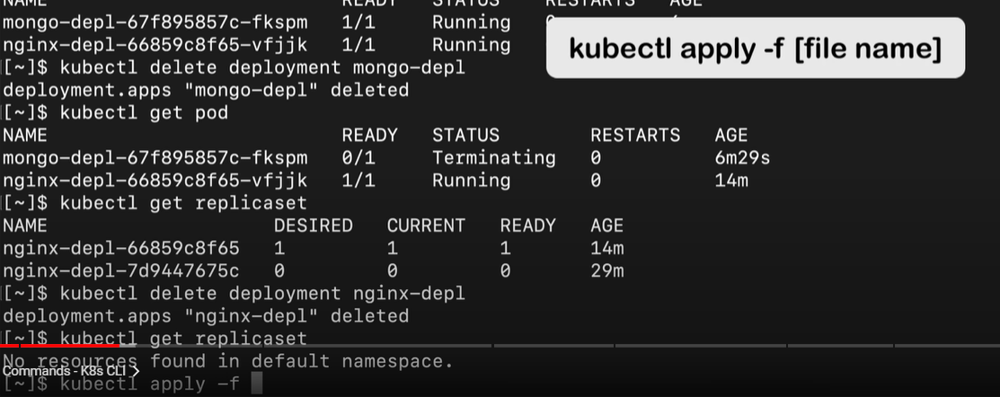 NAME READY STATUS RESTARTS AGE
mongo-depl-67f895857c-fkspm 1/1 Running 0
nginx-depl-66859c8f65-vfjjk 1/1 Running
kubectl apply -f [file name]
[~]$ kubectl delete deployment mongo-depl
deployment.apps "mongo-depl" deleted
[~]$ kubectl get pod
NAME READY STATUS RESTARTS AGE
mongo-depl-67f895857c-fkspm 0/1 Terminating 0 6m29s
nginx-depl-66859c8f65-vfjjk 1/1 Running 0 14m
[~]$ kubectl get replicaset
NAME DESIRED CURRENT READY AGE
nginx-depl-66859c8f65 1 1 1 14m
nginx-depl-7d9447675c 0 0 0 29m
[~]$ kubectl delete deployment nginx-depl
deployment.apps "nginx-depl" deleted
[~]$ kubectl get replicaset
No resources found in default namespace.
Commands - K8s CLI >
[~]$ kubectl apply -f